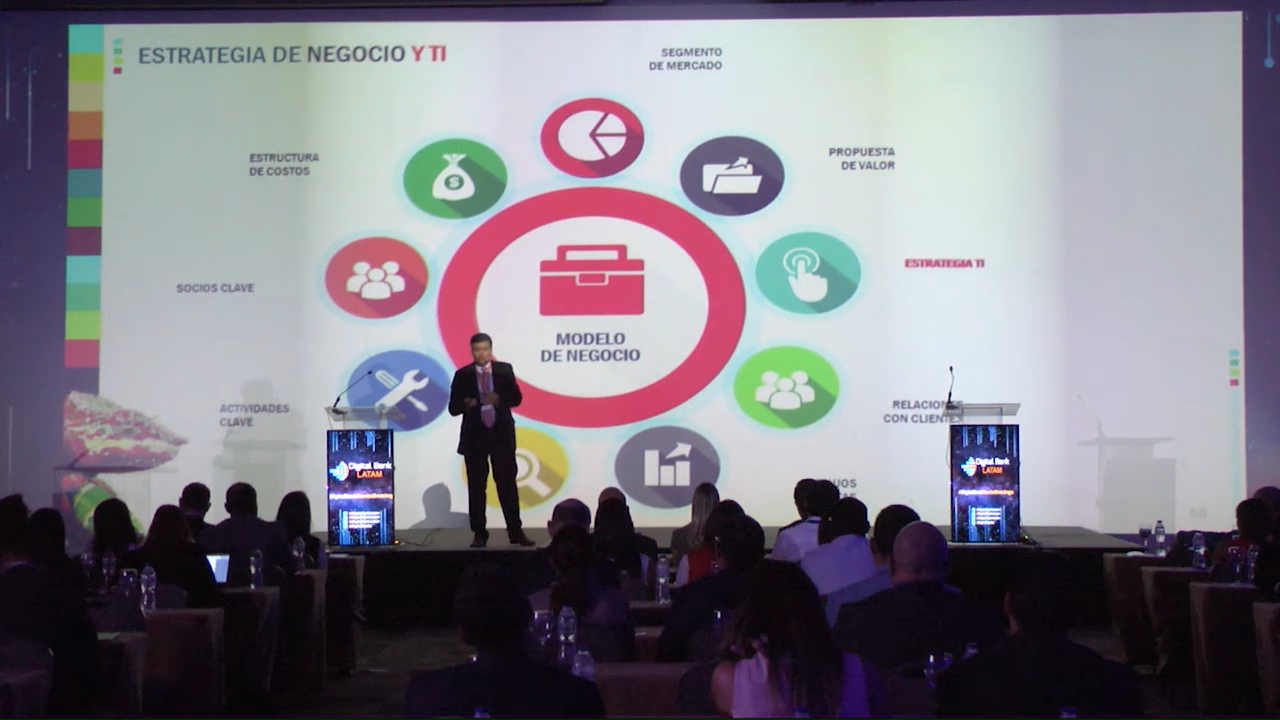 ESTRATEGIA DE NEGOCIO Y TI
SEGMENTO
DE MERCADO
ESTRUCTURA
DE COSTOS
PROPUESTA
DE VALOR
ESTRATEGIA TI
SOCIOS CLAVE
MODELO
DE NEGOCIO
ACTIVIDADES
CLAVE
RELACIONES
CON CLIENTES
Digital Bank
LATAM
Digital Bank
LATAM